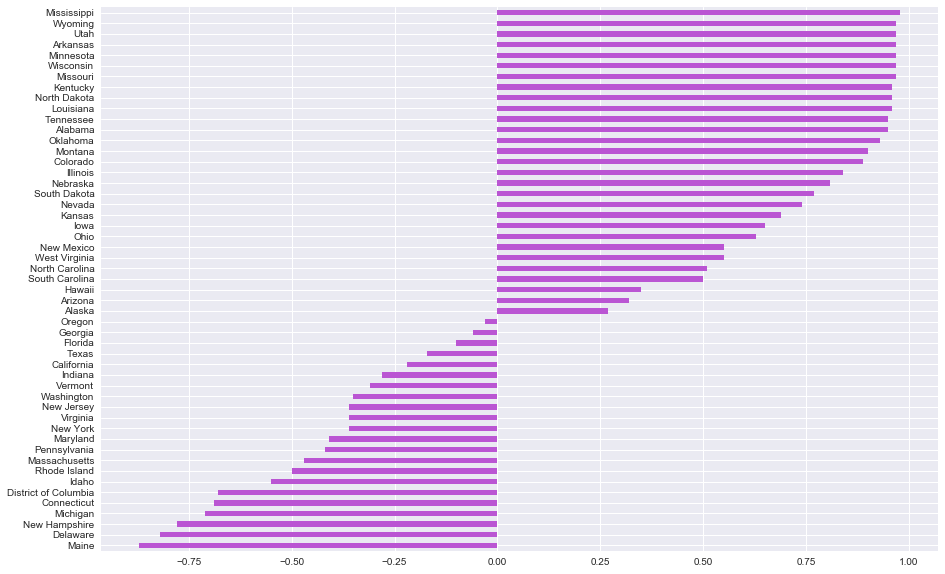 Mississippi
Wyoming
Utah
Arkansas
Minnesota
Wisconsin
Missouri
Kentucky
North Dakota
Louisiana
Tennessee
Alabama
Oklahoma
Montana
Colorado
Illinois
Nebraska
South Dakota
Nevada
Kansas
Iowa
Ohio
New Mexico
West Virginia
North Carolina
South Carolina
Hawaii
Arizona
Alaska
Oregon
Georgia
Florida
Texas
California
Indiana
Vermont
Washington
New Jersey
Virginia
New York
Maryland
Pennsylvania
Massachusetts
Rhode Island
Idaho
District of Columbia
Connecticut
Michigan
New Hampshire
Delaware
Maine
−0.75 −0.50 −0.25 0.00 0.25 0.50 0.75 1.00